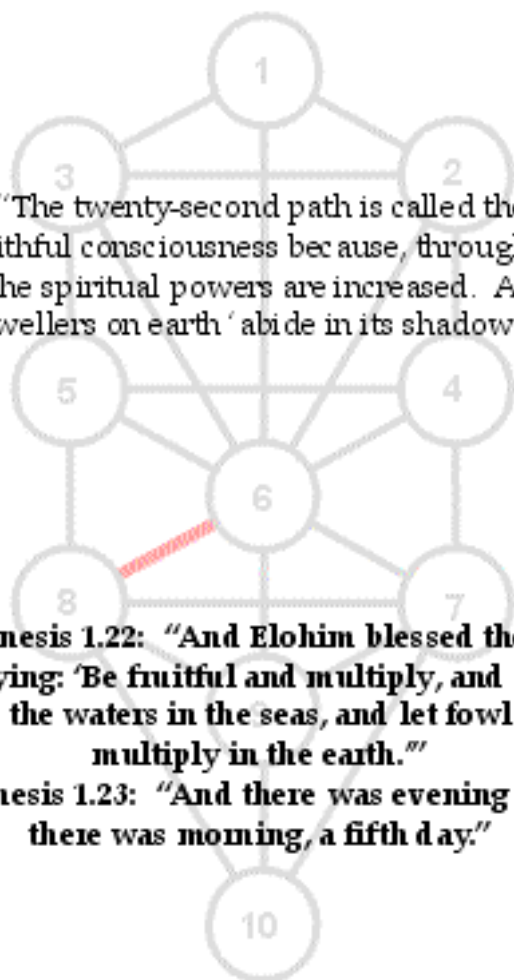 1
3 2
“The twenty-second path is called the
ithful consciousness because, throug
he spiritual powers are increased. A
wellers on earth ‘ abide in its shadow
5 4
6
8 7
nesis 1.22: “And Elohim blessed the
ying: ‘Be fruitful and multiply, and
the waters in the seas, and let fowl
multiply in the earth.’”
nesis 1.23: “And there was evening
there was morning, a fifth day.”
10